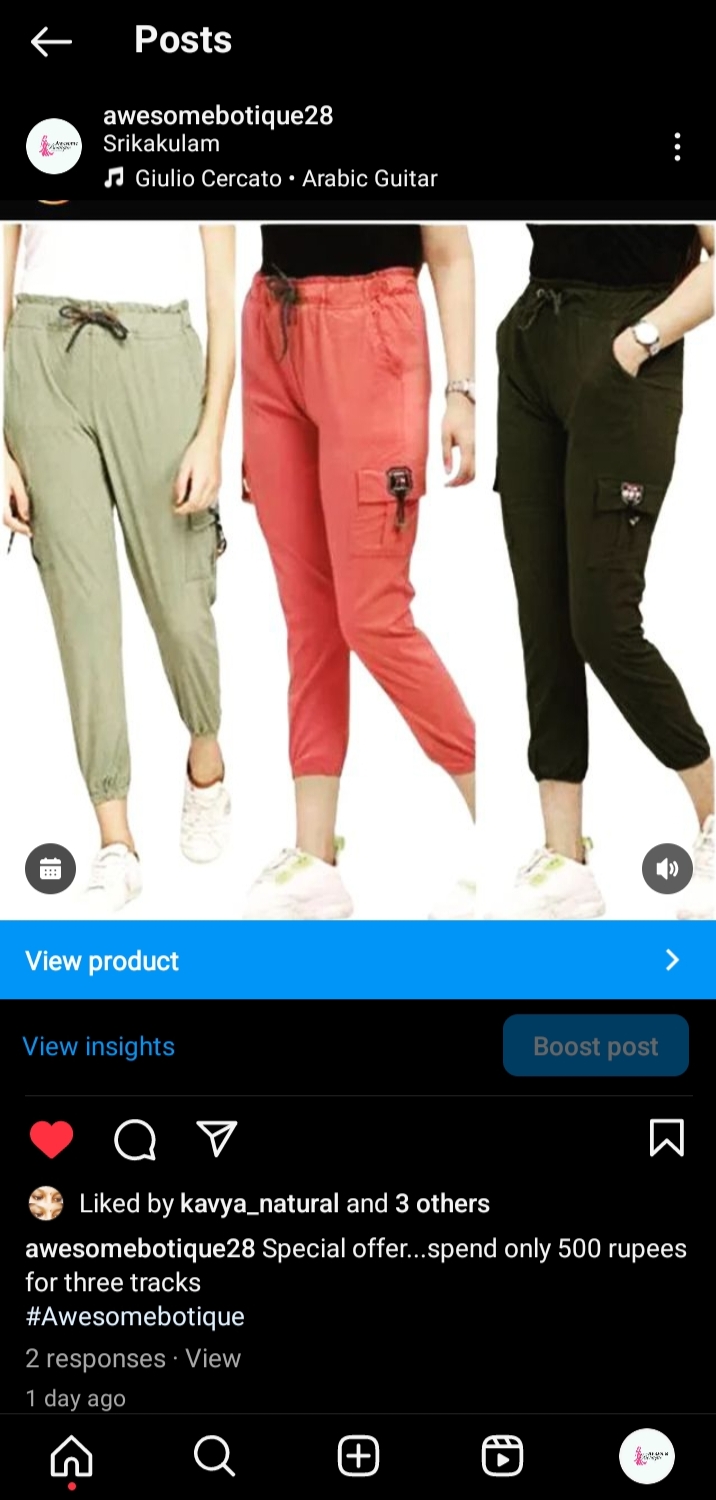 Posts
awesomebotique28
Srikakulam
Giulio Cercato • Arabic Guitar
View product
View insights
Boost post
Liked by kavya_natural and 3 others
awesomebotique28 Special offer...spend only 500 rupees
for three tracks
#Awesomebotique
2 responses · View
1 day ago